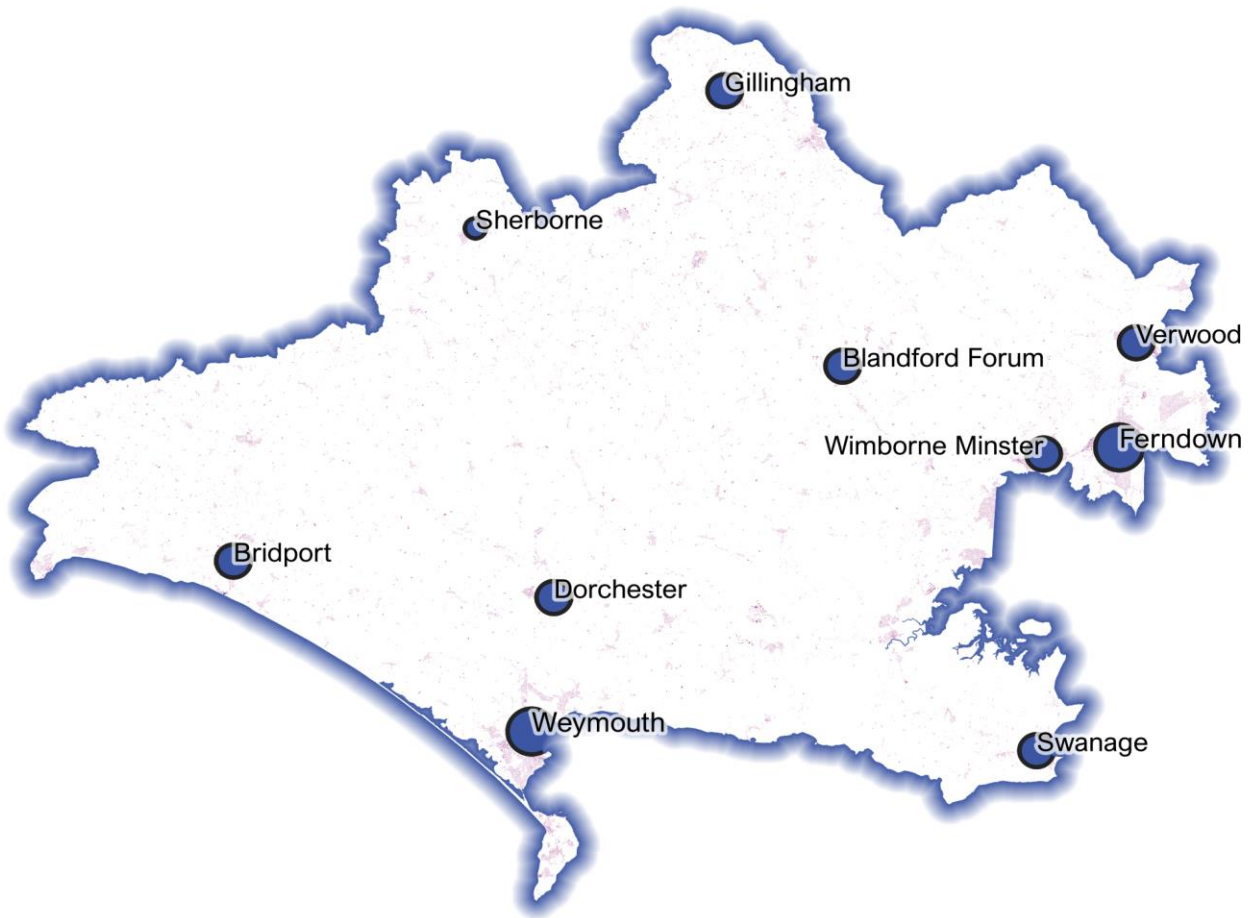 Gillingham
Sherborne
Verwood
Blandford Forum
Ferndown
Wimborne Minster
Bridport
Dorchester
Weymouth
Swanage